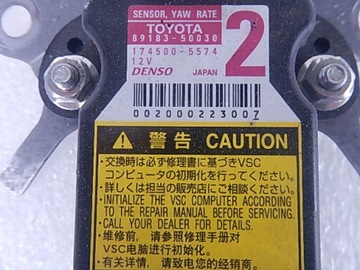 SENSOR, YAW RATE
TOYOTA
89183-50030
174500-5574
12V
DENSO JAPAN
2
0002000223007
警告 CAUTION
・交換時は必ず修理書に基づきVSC
コンピュータの初期化を行ってください。
・詳しくは担当の販売店にご相談ください。
・INITIALIZE THE VSC COMPUTER ACCORDING
TO THE REPAIR MANUAL BEFORE SERVICING.
・CALL YOUR DEALER FOR DETAILS.
・维修前，请参照修理手册对
VSC电脑进行初始化。
・有关详情，请致电您的经销商。